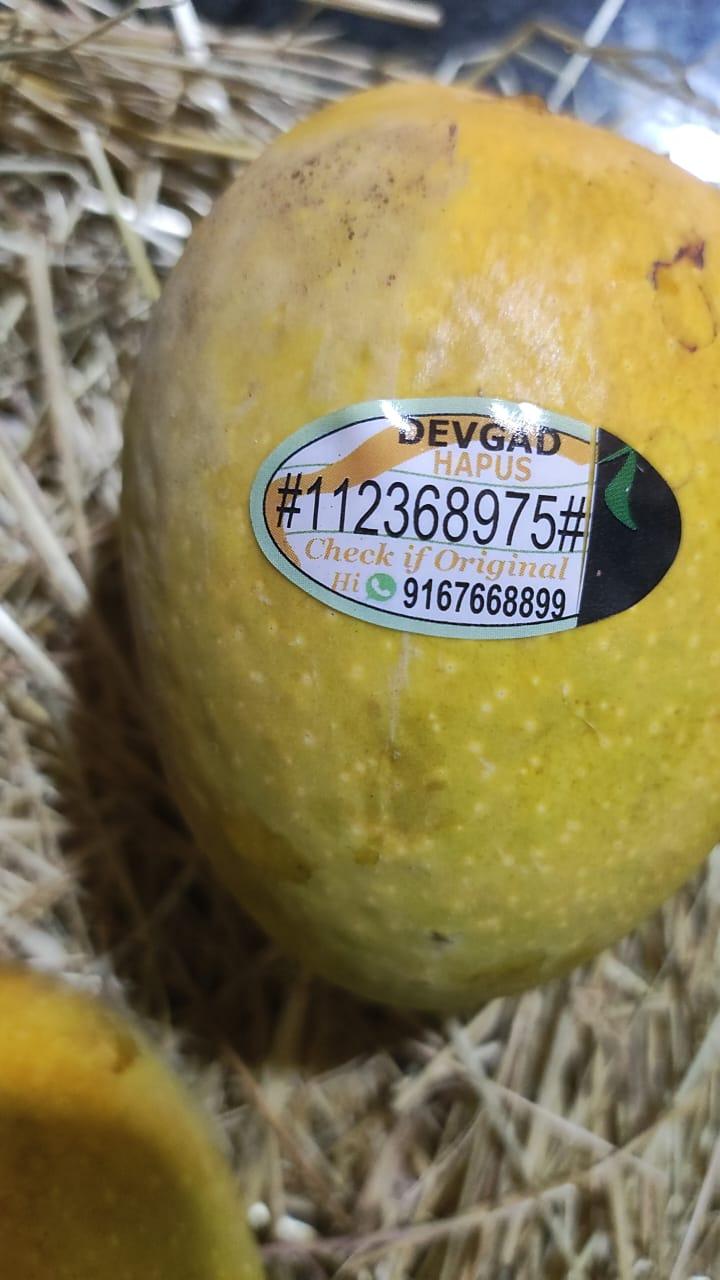 DEVGAD
HAPUS
#112368975#
Check if Original
Hi 9167668899